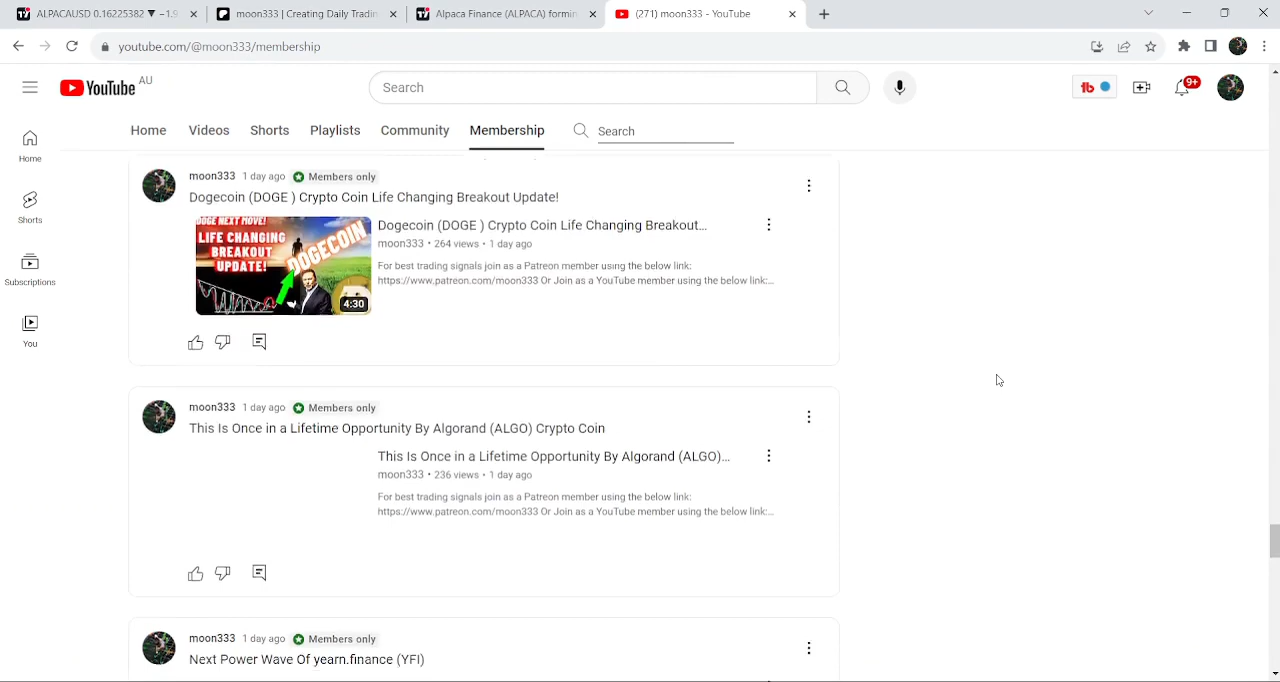 ALPACAUSD 0.16225382 ▼ −1.9
moon333 | Creating Daily Tradin
Alpaca Finance (ALPACA) formin
(271) moon333 - YouTube
youtube.com/@moon333/membership
YouTube AU
Search
9+
Home
Videos
Shorts
Playlists
Community
Membership
Search
Home
Shorts
Subscriptions
You
moon333 1 day ago Members only
Dogecoin (DOGE ) Crypto Coin Life Changing Breakout Update!
DOGE NEXT MOVE!
LIFE CHANGING
BREAKOUT
UPDATE!
DOGECOIN
4:30
Dogecoin (DOGE ) Crypto Coin Life Changing Breakout...
moon333 • 264 views • 1 day ago
For best trading signals join as a Patreon member using the below link:
https://www.patreon.com/moon333 Or Join as a YouTube member using the below link:...
moon333 1 day ago Members only
This Is Once in a Lifetime Opportunity By Algorand (ALGO) Crypto Coin
This Is Once in a Lifetime Opportunity By Algorand (ALGO)...
moon333 • 236 views • 1 day ago
For best trading signals join as a Patreon member using the below link:
https://www.patreon.com/moon333 Or Join as a YouTube member using the below link:...
moon333 1 day ago Members only
Next Power Wave Of yearn.finance (YFI)